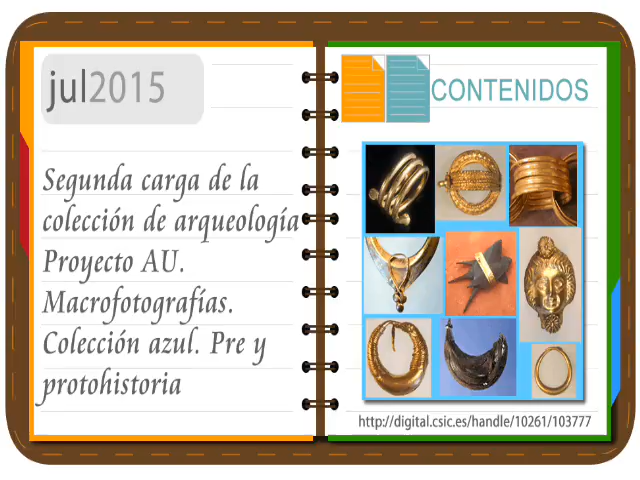 jul2015
Segunda carga de la
colección de arqueología
Proyecto AU.
Macrofotografías.
Colección azul. Pre y
protohistoria
CONTENIDOS
http://digital.csic.es/handle/10261/103777